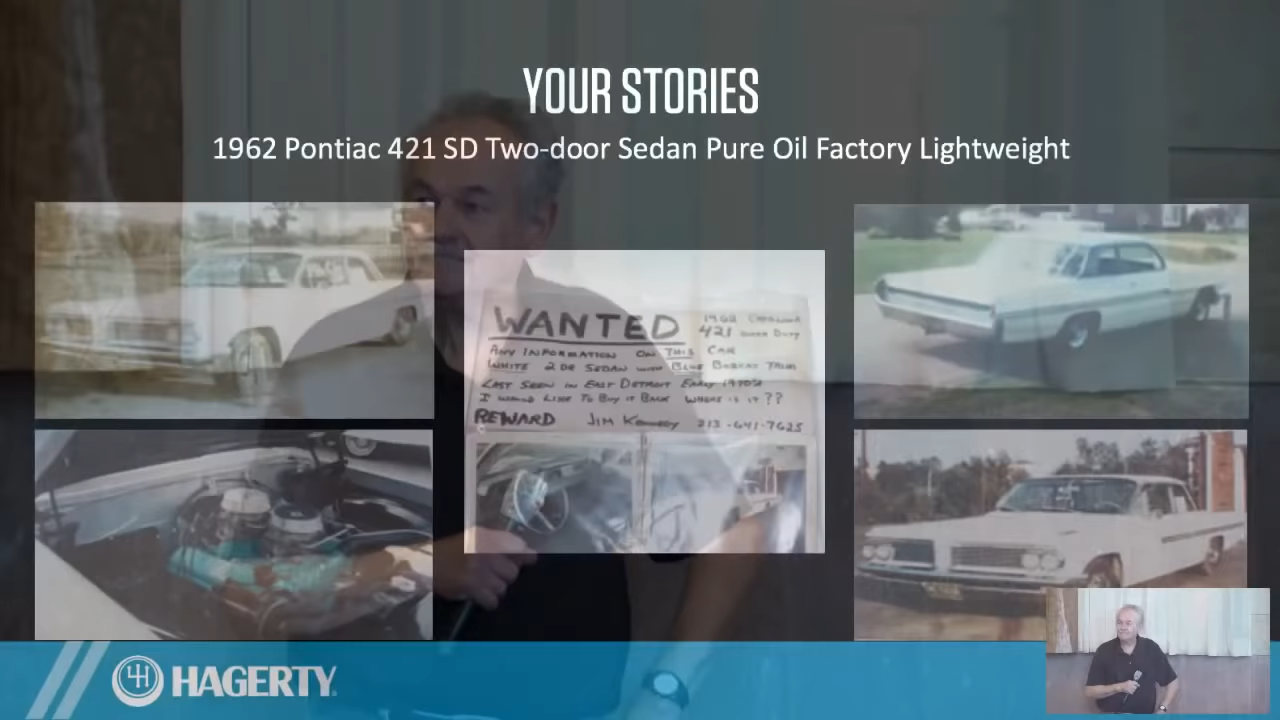 YOUR STORIES
1962 Pontiac 421 SD Two-door Sedan Pure Oil Factory Lightweight
WANTED
1962 CATALINA
421 SUPER DUTY
ANY INFORMATION ON THIS CAR
WHITE 2 DR SEDAN WITH BLUE BOBCAT TRIM
LAST SEEN IN EAST DETROIT EARLY 1970s
I WOULD LIKE TO BUY IT BACK WHERE IS IT??
REWARD JIM KENNEDY 313-641-7625
HAGERTY